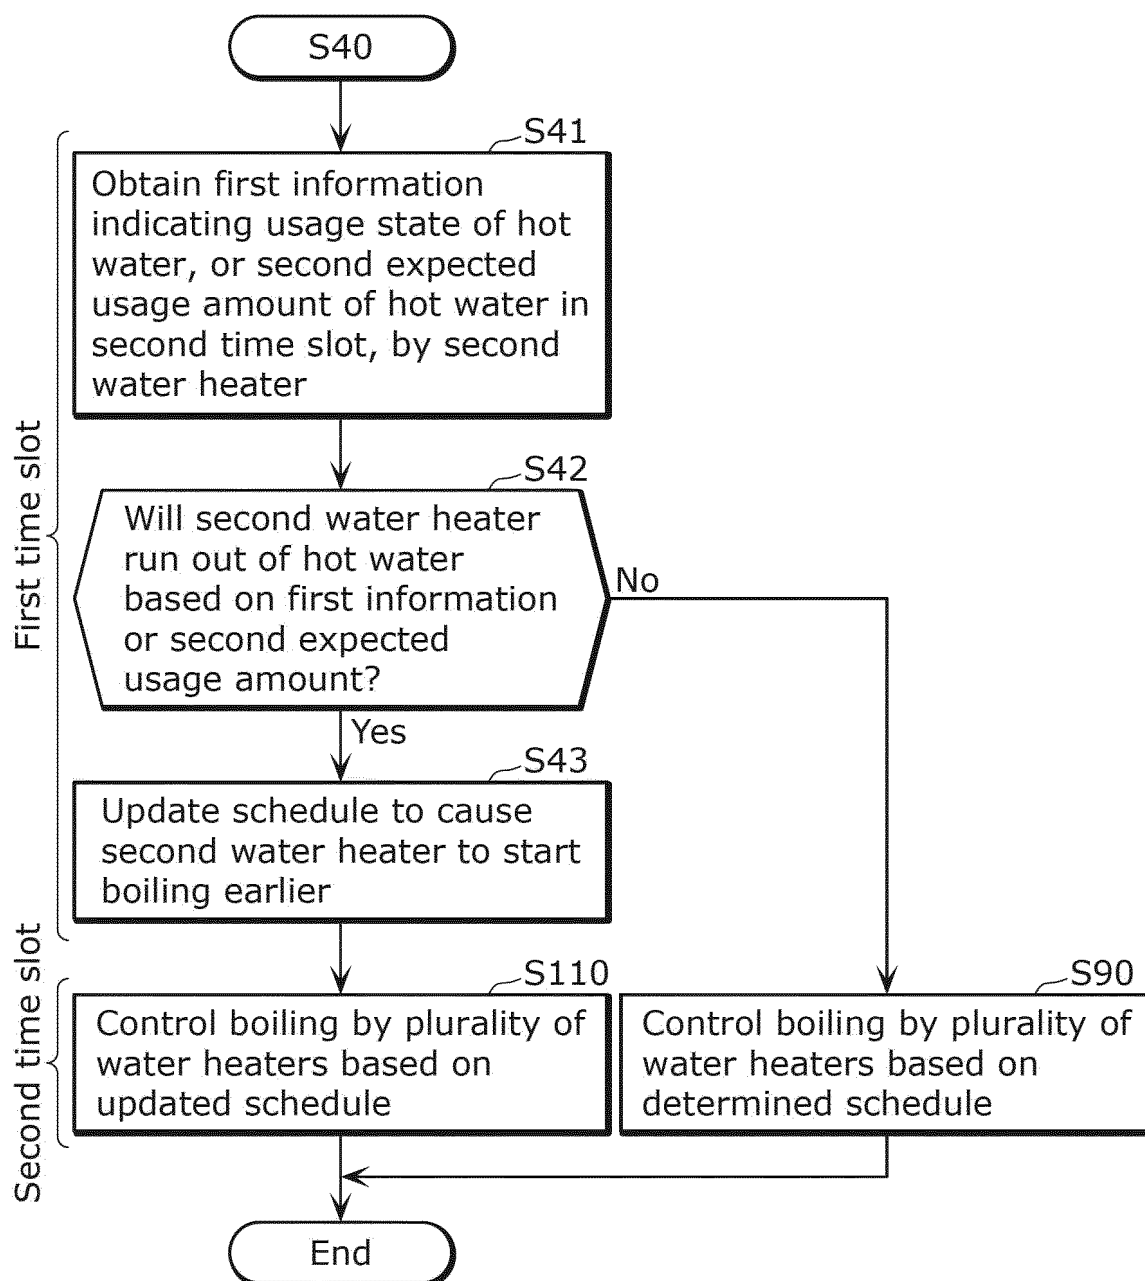 S40
First time slot
S41
Obtain first information
indicating usage state of hot
water, or second expected
usage amount of hot water in
second time slot, by second
water heater
S42
Will second water heater
run out of hot water
based on first information
or second expected
usage amount?
No
Yes
S43
Update schedule to cause
second water heater to start
boiling earlier
Second time slot
S110
Control boiling by plurality of
water heaters based on
updated schedule
S90
Control boiling by plurality of
water heaters based on
determined schedule
End